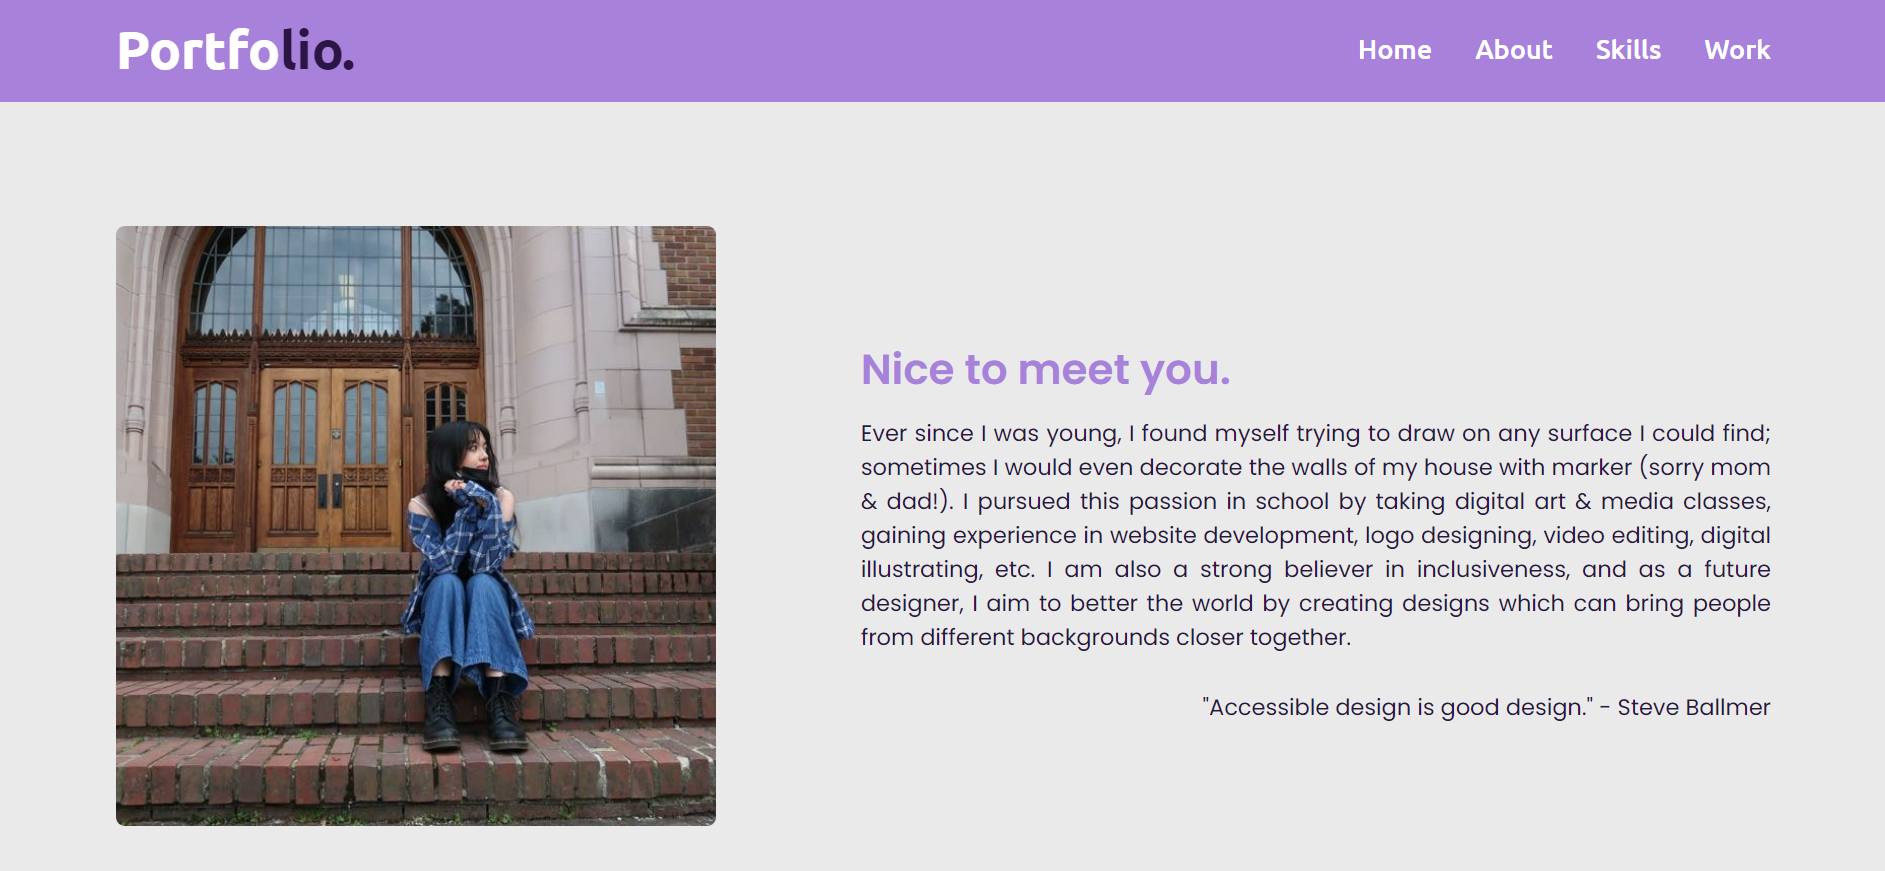 Portfolio.
Home About Skills Work
Nice to meet you.
Ever since I was young, I found myself trying to draw on any surface I could find;
sometimes I would even decorate the walls of my house with marker (sorry mom
& dad!). I pursued this passion in school by taking digital art & media classes,
gaining experience in website development, logo designing, video editing, digital
illustrating, etc. I am also a strong believer in inclusiveness, and as a future
designer, I aim to better the world by creating designs which can bring people
from different backgrounds closer together.
"Accessible design is good design." - Steve Ballmer